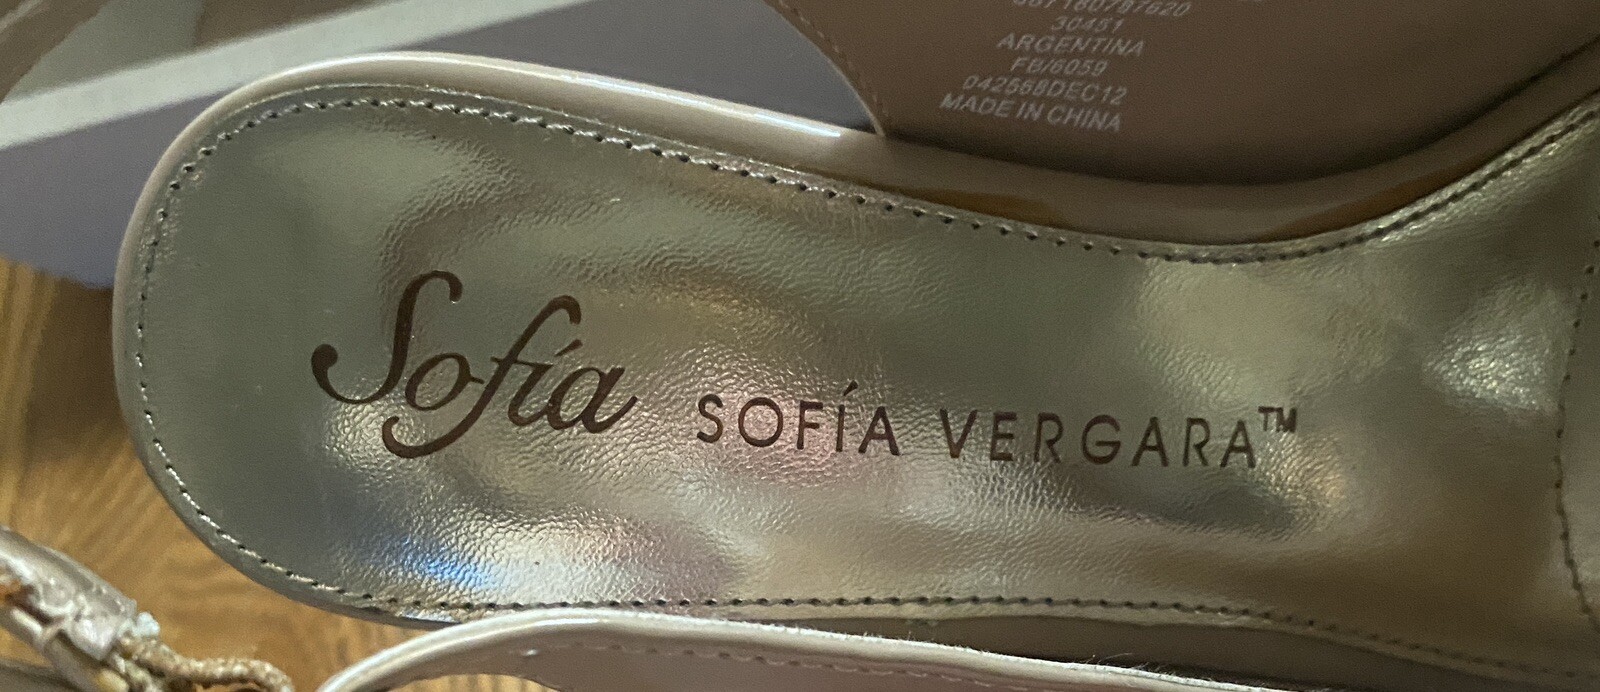 30451
ARGENTINA
FB/6059
042568DEC12
MADE IN CHINA
Sofía SOFÍA VERGARA™